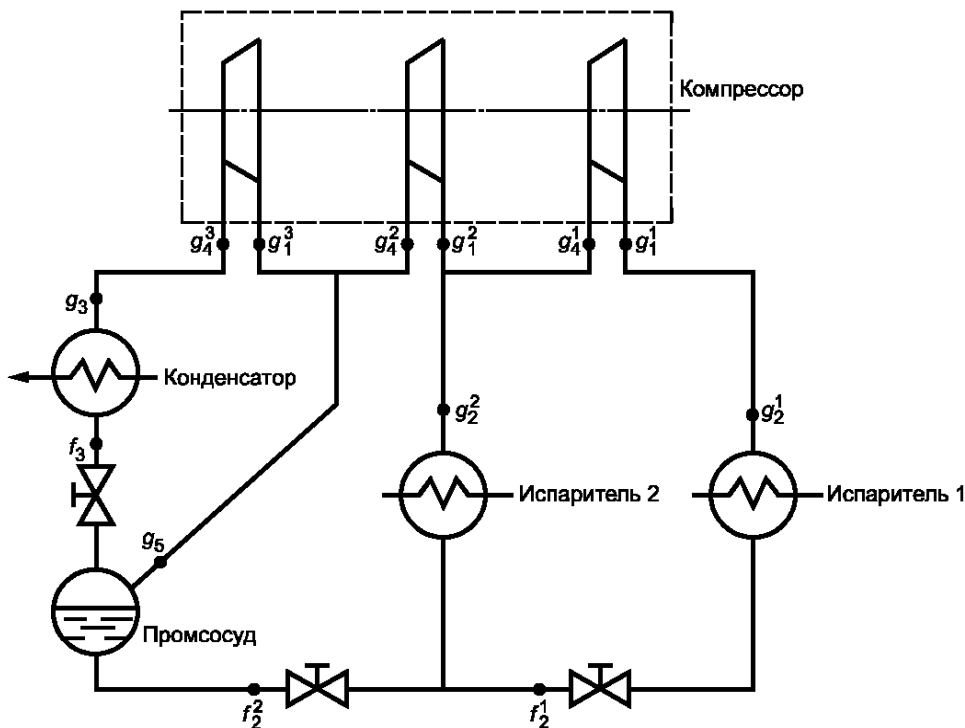 Компрессор
g₄³ g₁³ g₄² g₁² g₄¹ g₁¹
g₃
Конденсатор
g₂² g₂¹
f₃
Испаритель 2 Испаритель 1
g₅
Промсосуд
f₂² f₂¹